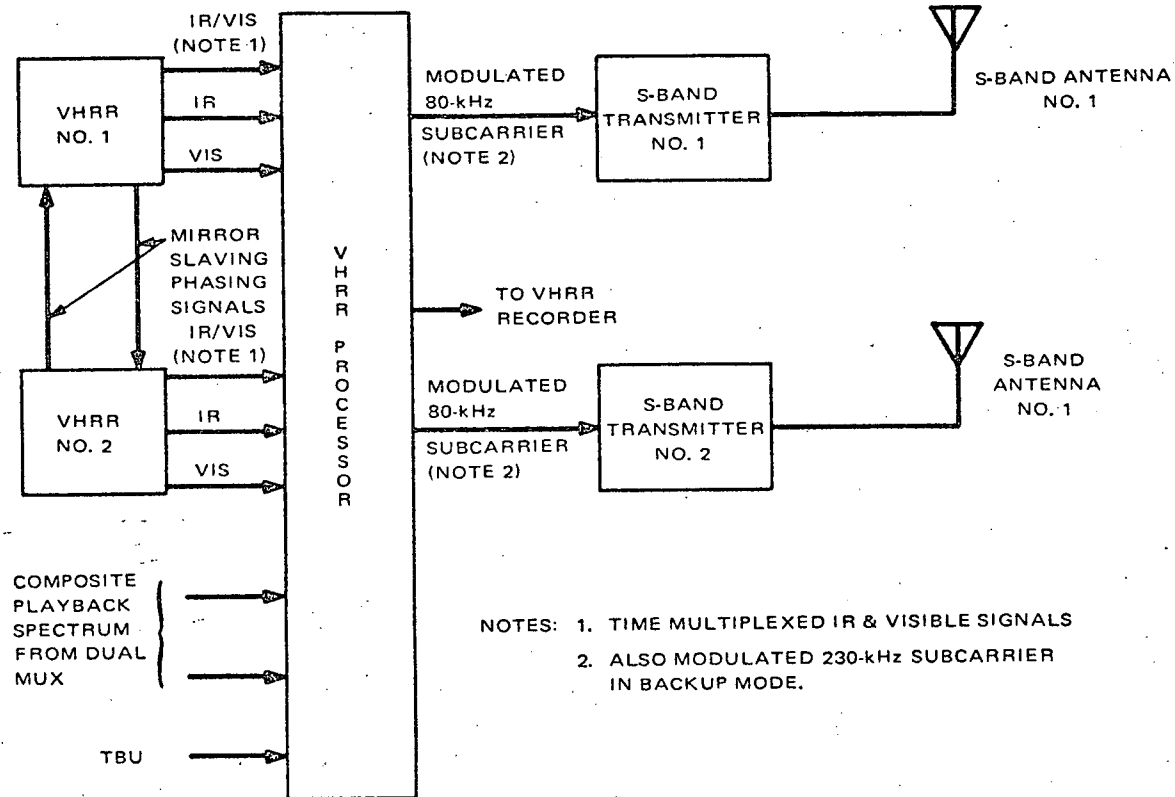 IR/VIS
(NOTE 1)
VHRR
NO. 1
IR
VIS
MIRROR
SLAVING
PHASING
SIGNALS
IR/VIS
(NOTE 1)
VHRR
NO. 2
IR
VIS
COMPOSITE
PLAYBACK
SPECTRUM
FROM DUAL
MUX
TBU
VHRR PROCESSOR
MODULATED
80-kHz
SUBCARRIER
(NOTE 2)
S-BAND
TRANSMITTER
NO. 1
S-BAND ANTENNA
NO. 1
TO VHRR
RECORDER
MODULATED
80-kHz
SUBCARRIER
(NOTE 2)
S-BAND
TRANSMITTER
NO. 2
S-BAND
ANTENNA
NO. 1
NOTES: 1. TIME MULTIPLEXED IR & VISIBLE SIGNALS
2. ALSO MODULATED 230-kHz SUBCARRIER
IN BACKUP MODE.